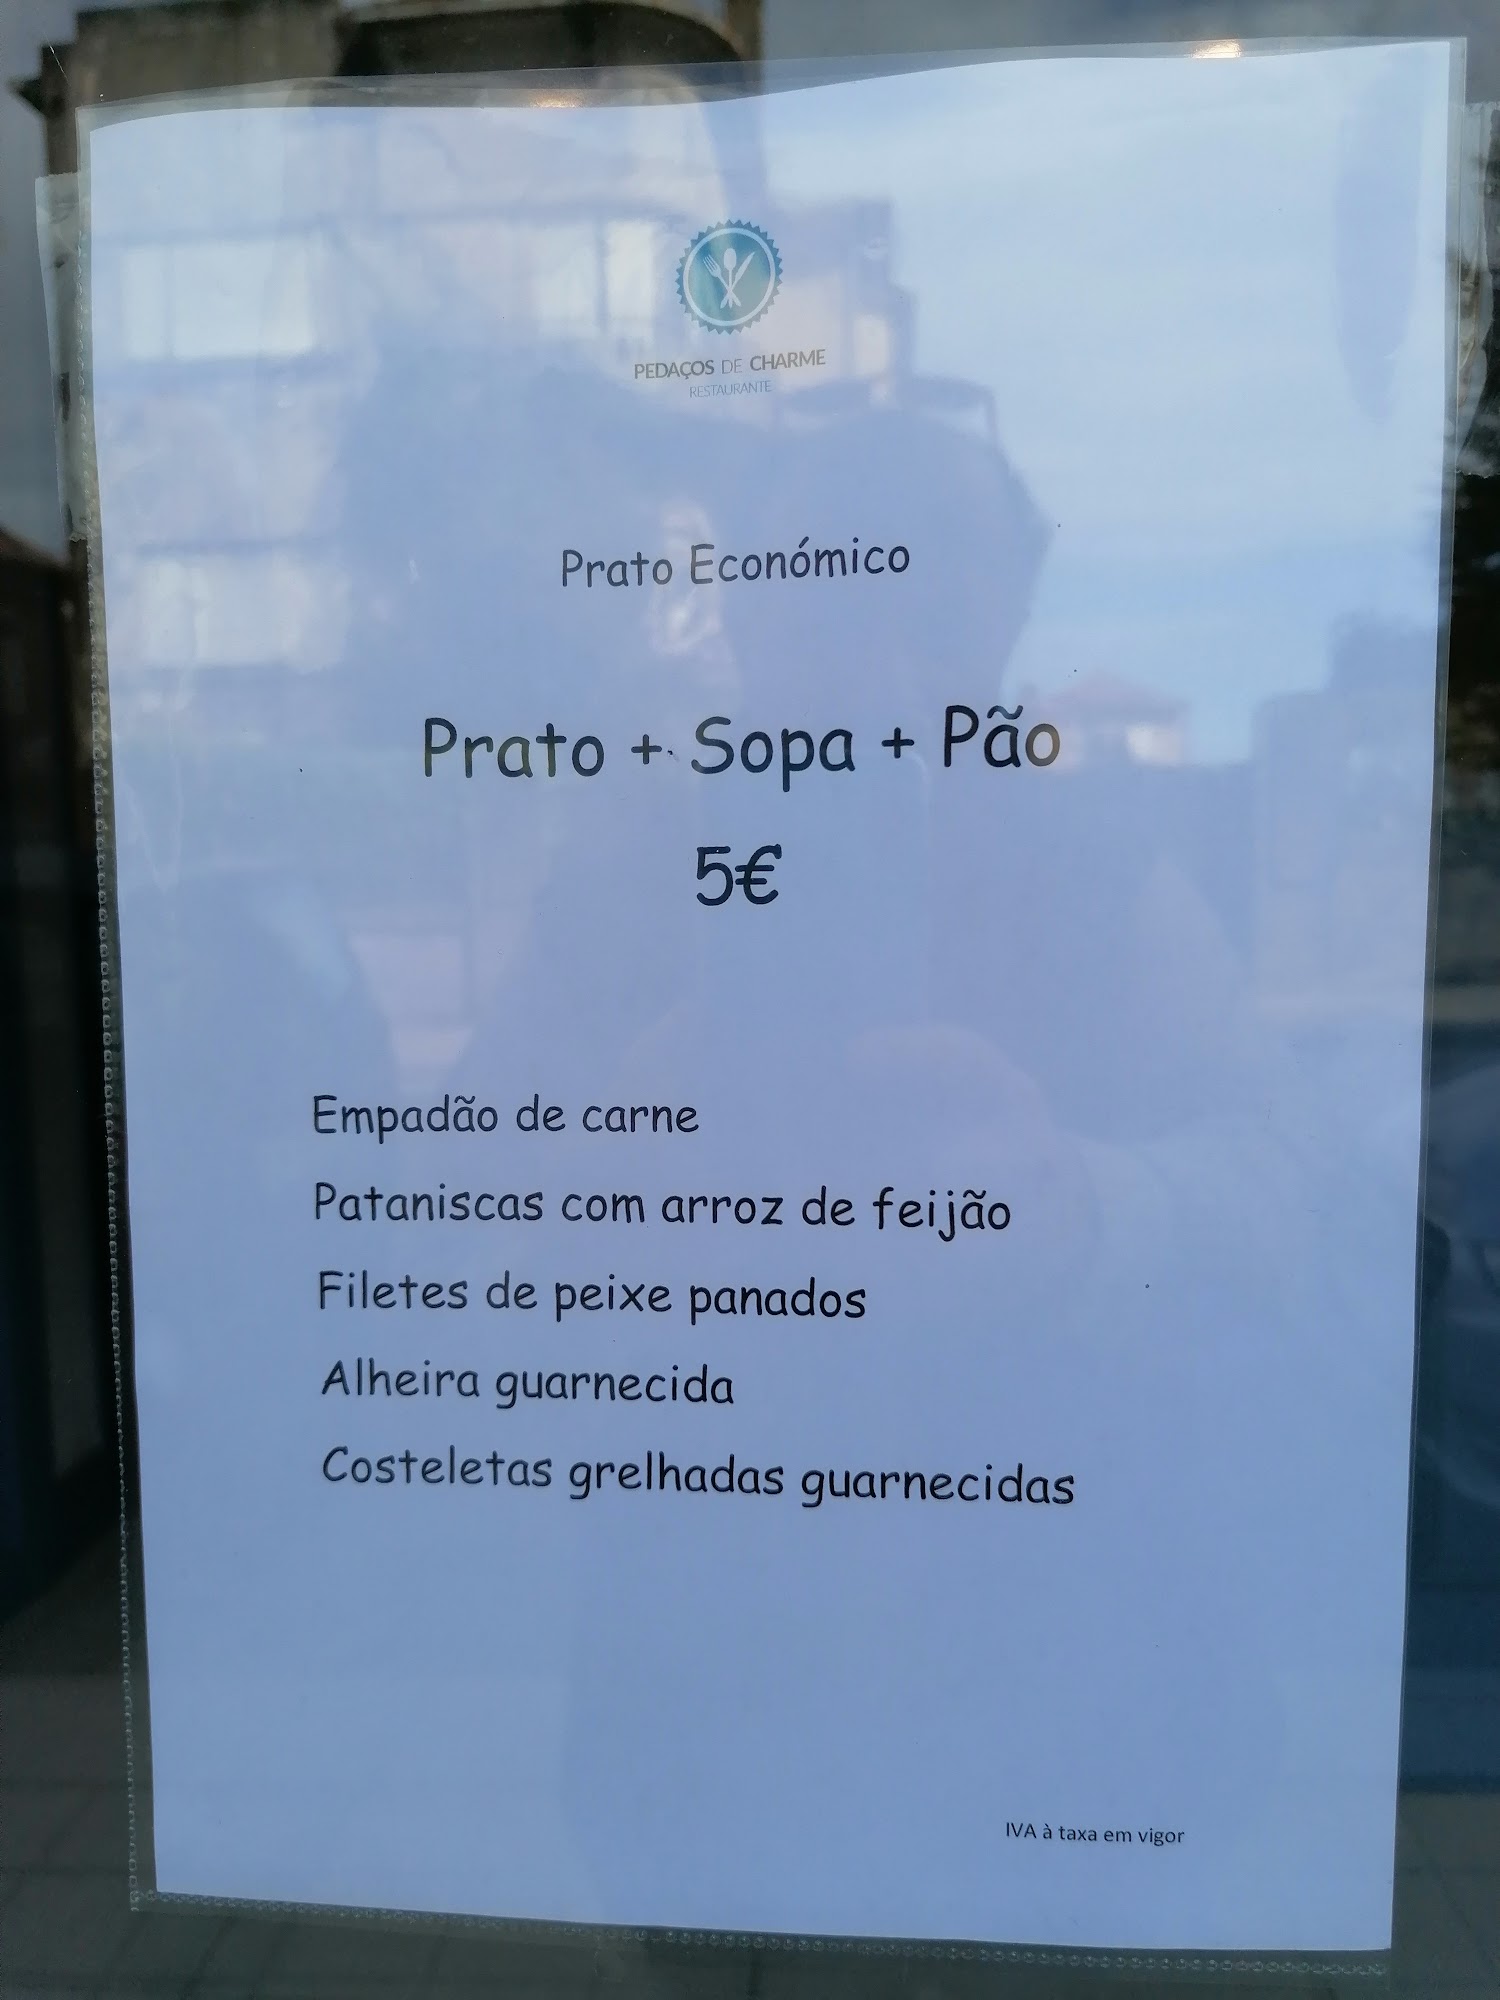 PEDAÇOS DE CHARME
RESTAURANTE
Prato Económico
Prato + Sopa + Pão
5€
Empadão de carne
Pataniscas com arroz de feijão
Filetes de peixe panados
Alheira guarnecida
Costeletas grelhadas guarnecidas
IVA à taxa em vigor